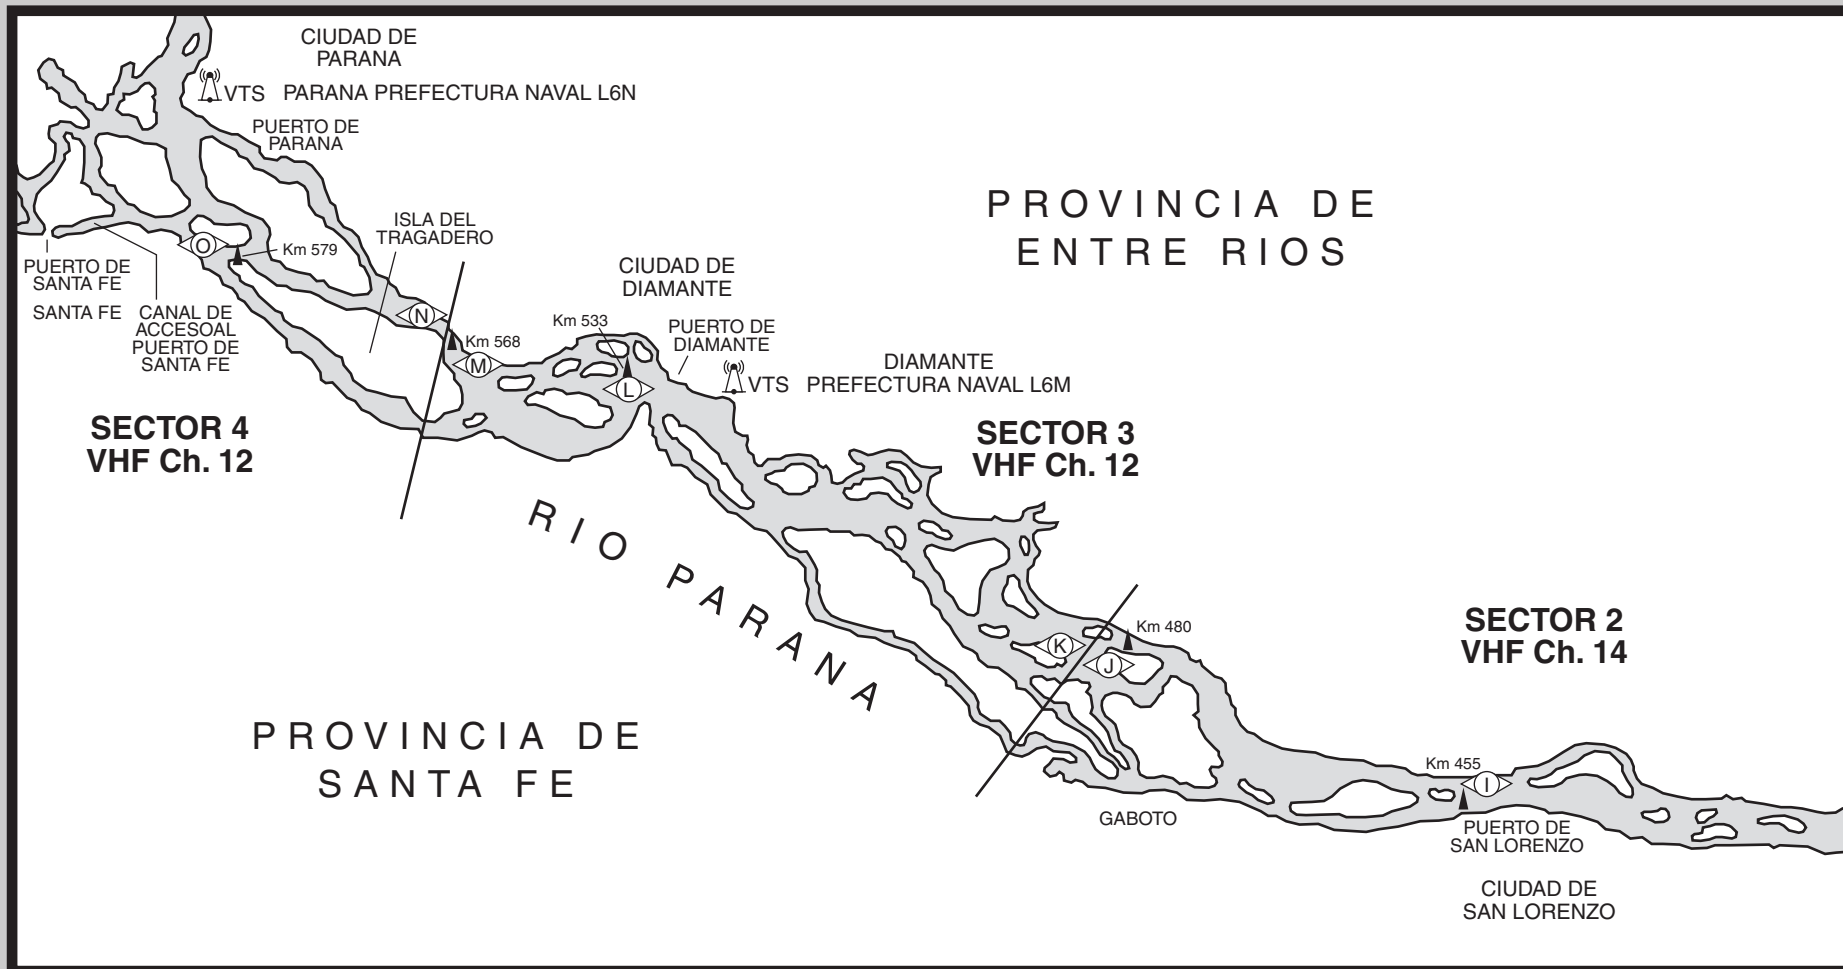 CIUDAD DE
PARANA
VTS PARANA PREFECTURA NAVAL L6N
PUERTO DE
PARANA
PROVINCIA DE
ENTRE RIOS
ISLA DEL
TRAGADERO
O
Km 579
PUERTO DE
SANTA FE
SANTA FE
CANAL DE
ACCESOAL
PUERTO DE
SANTA FE
N
Km 568
M
CIUDAD DE
DIAMANTE
Km 533
L
PUERTO DE
DIAMANTE
VTS
DIAMANTE
PREFECTURA NAVAL L6M
SECTOR 4
VHF Ch. 12
SECTOR 3
VHF Ch. 12
RIO PARANA
K
J
Km 480
SECTOR 2
VHF Ch. 14
PROVINCIA DE
SANTA FE
GABOTO
Km 455
I
PUERTO DE
SAN LORENZO
CIUDAD DE
SAN LORENZO